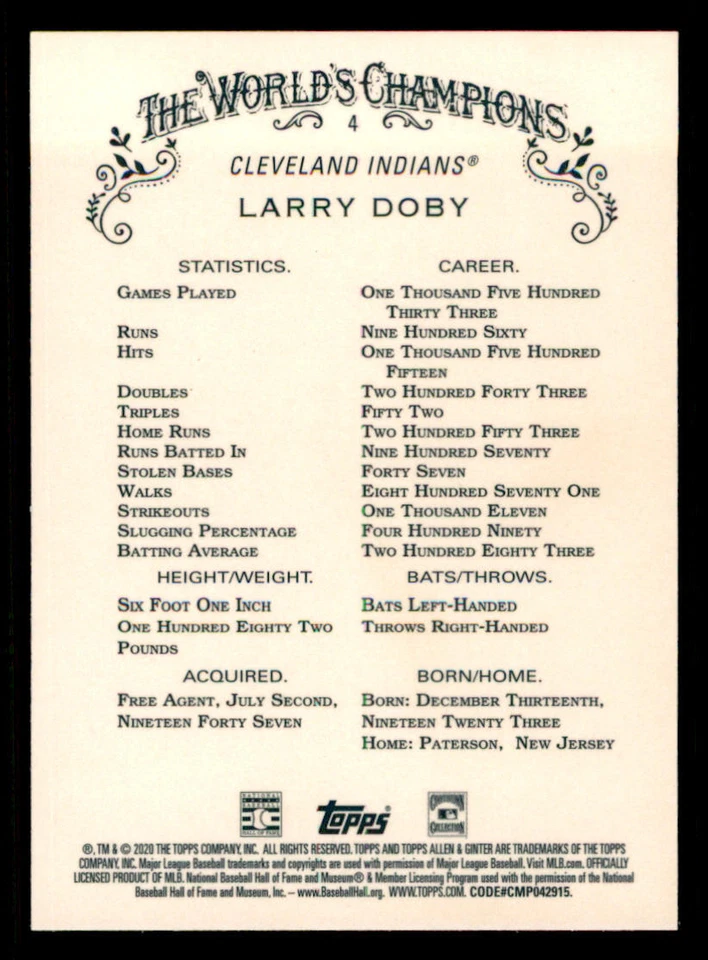 THE WORLD'S CHAMPIONS
4
CLEVELAND INDIANS®
LARRY DOBY
STATISTICS. CAREER.
GAMES PLAYED ONE THOUSAND FIVE HUNDRED
THIRTY THREE
RUNS NINE HUNDRED SIXTY
HITS ONE THOUSAND FIVE HUNDRED
FIFTEEN
DOUBLES TWO HUNDRED FORTY THREE
TRIPLES FIFTY TWO
HOME RUNS TWO HUNDRED FIFTY THREE
RUNS BATTED IN NINE HUNDRED SEVENTY
STOLEN BASES FORTY SEVEN
WALKS EIGHT HUNDRED SEVENTY ONE
STRIKEOUTS ONE THOUSAND ELEVEN
SLUGGING PERCENTAGE FOUR HUNDRED NINETY
BATTING AVERAGE TWO HUNDRED EIGHTY THREE
HEIGHT/WEIGHT. BATS/THROWS.
SIX FOOT ONE INCH BATS LEFT-HANDED
ONE HUNDRED EIGHTY TWO THROWS RIGHT-HANDED
POUNDS
ACQUIRED. BORN/HOME.
FREE AGENT, JULY SECOND, BORN: DECEMBER THIRTEENTH,
NINETEEN FORTY SEVEN NINETEEN TWENTY THREE
HOME: PATERSON, NEW JERSEY
NATIONAL BASEBALL HALL OF FAME
Topps®
COOPERSTOWN COLLECTION
®, TM & © 2020 THE TOPPS COMPANY, INC. ALL RIGHTS RESERVED. TOPPS AND TOPPS ALLEN & GINTER ARE TRADEMARKS OF THE TOPPS
COMPANY, INC. Major League Baseball trademarks and copyrights are used with permission of Major League Baseball. Visit MLB.com. OFFICIALLY
LICENSED PRODUCT OF MLB. National Baseball Hall of Fame and Museum® & Member Licensing Program used with the permission of the National
Baseball Hall of Fame and Museum, Inc. – www.BaseballHall.org. WWW.TOPPS.COM. CODE#CMP042915.